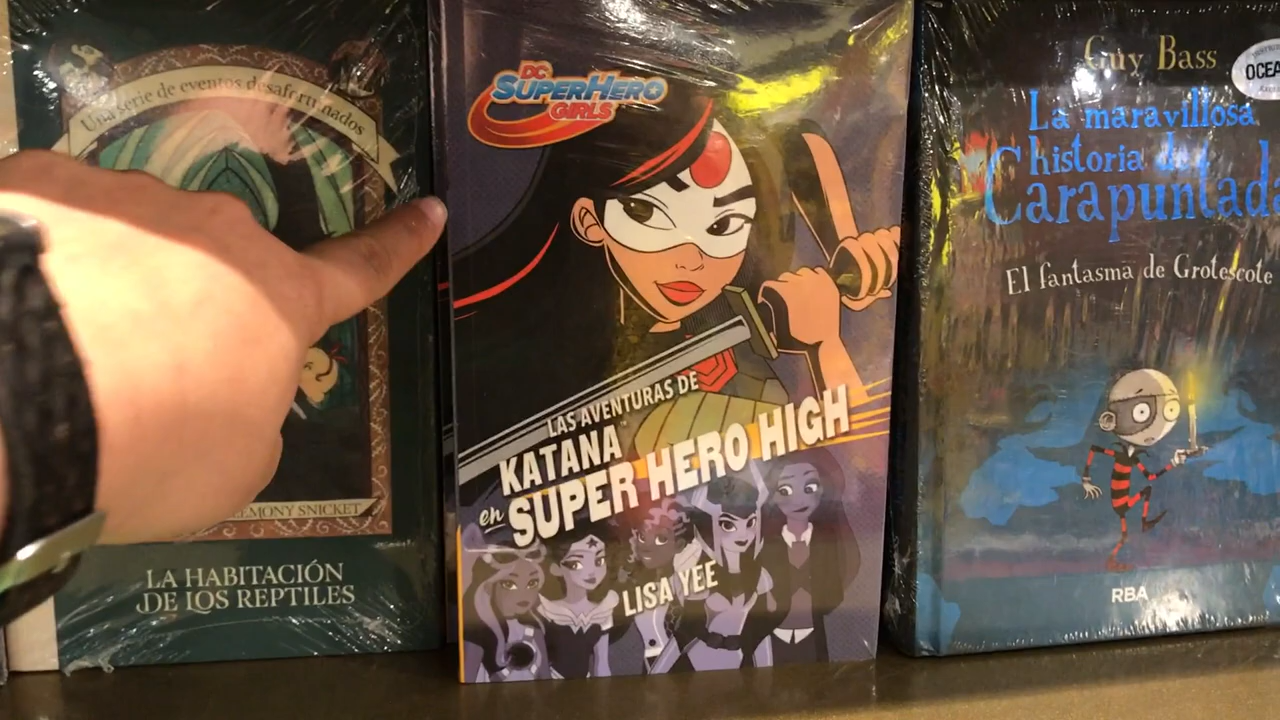 Una serie de eventos desafortunados
LEMONY SNICKET
LA HABITACIÓN
DE LOS REPTILES
DC
SUPERHERO
GIRLS
LAS AVENTURAS DE
KATANA
en SUPER HERO HIGH
LISA YEE
Guy Bass
La maravillosa
historia de
Carapuntada
El fantasma de Grotescote
RBA